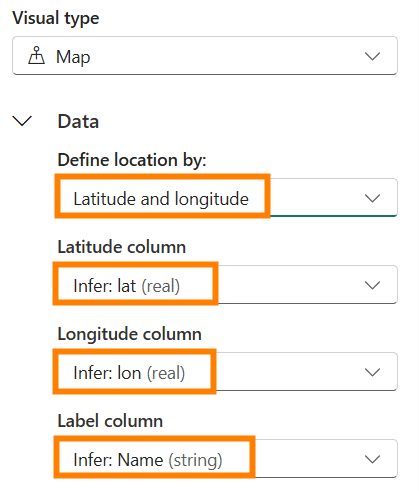 Visual type
Map
Data
Define location by:
Latitude and longitude
Latitude column
Infer: lat (real)
Longitude column
Infer: lon (real)
Label column
Infer: Name (string)